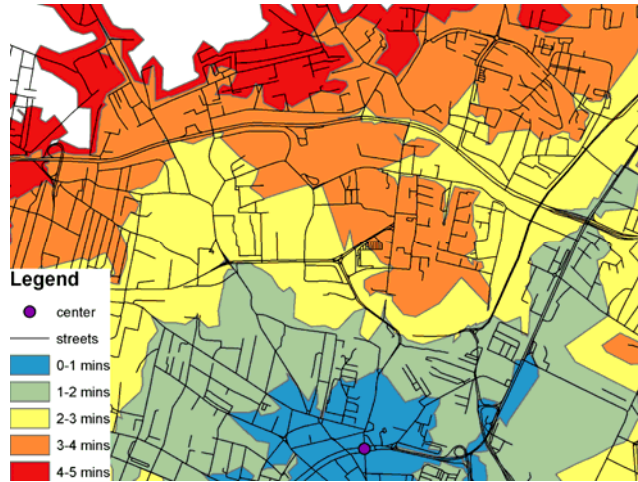 Legend
center
streets
0-1 mins
1-2 mins
2-3 mins
3-4 mins
4-5 mins